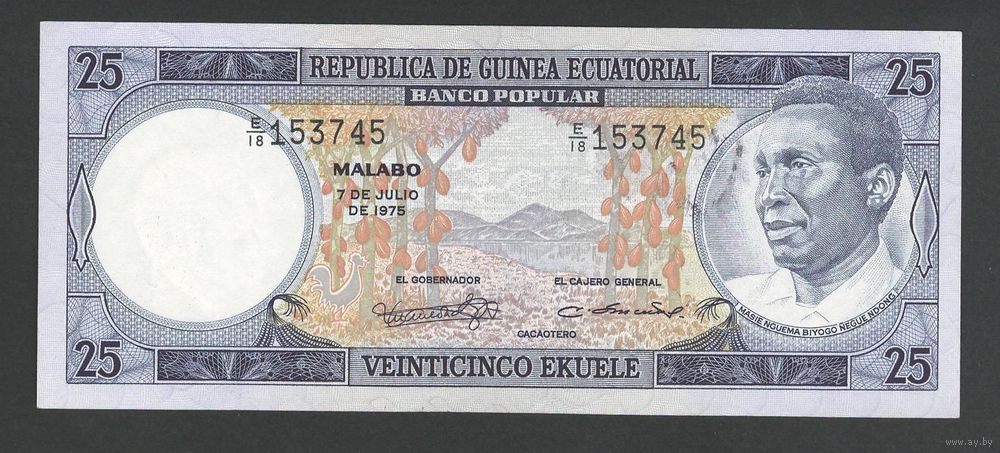 25 REPUBLICA DE GUINEA ECUATORIAL 25
BANCO POPULAR
E/18 153745 E/18 153745
MALABO
7 DE JULIO
DE 1975
EL GOBERNADOR EL CAJERO GENERAL
CACAOTERO
MASIE NGUEMA BIYOGO ÑEGUE NDONG
25 VEINTICINCO EKUELE 25
www.ay.by